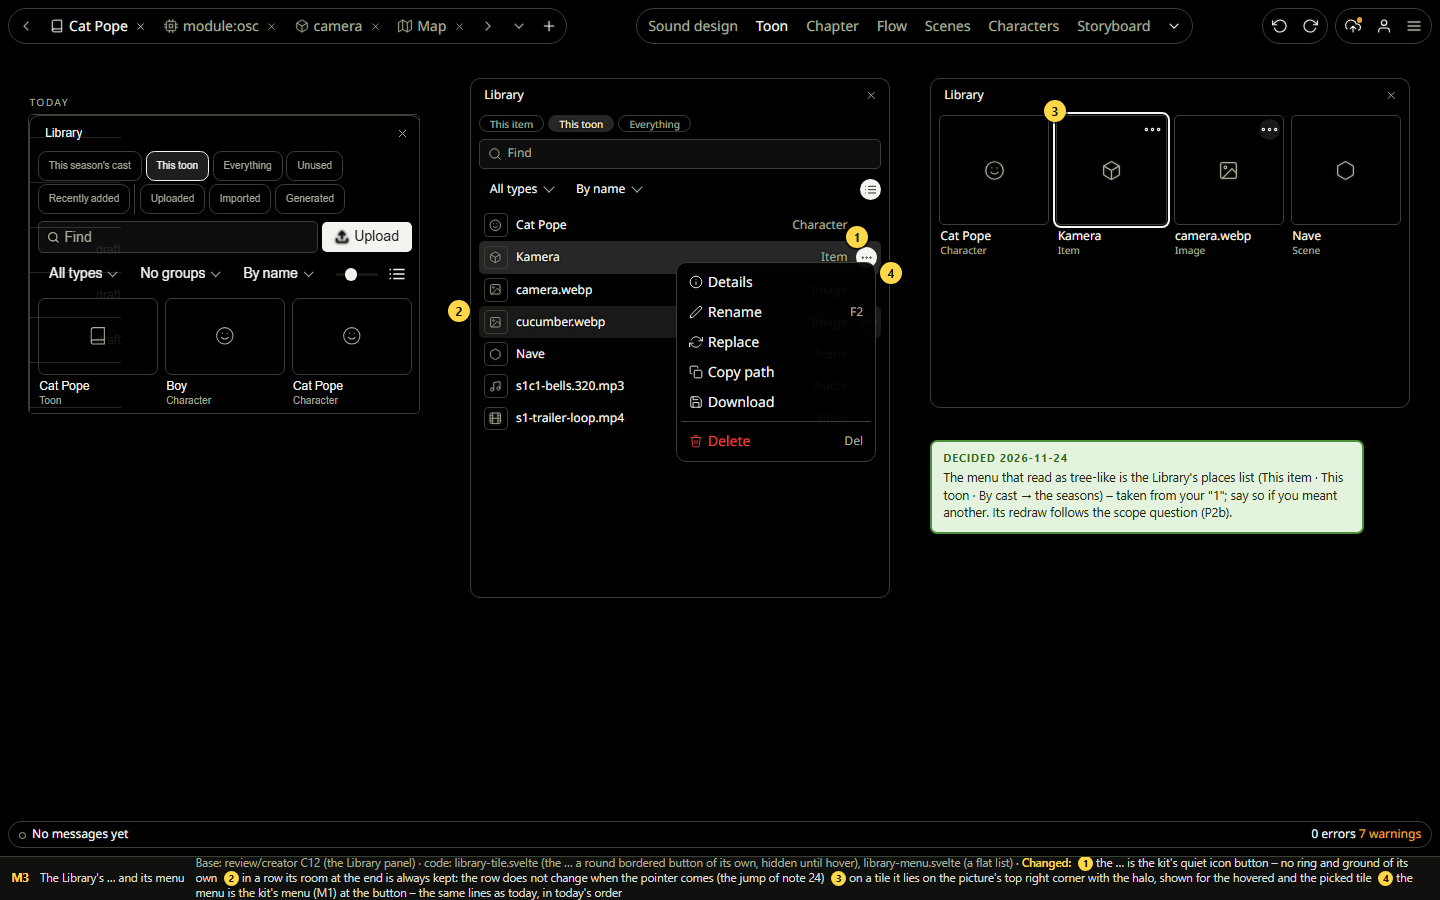 Cat Pope
module:osc
camera
Map
Sound design
Toon
Chapter
Flow
Scenes
Characters
Storyboard
TODAY
Library
This season's cast
This toon
Everything
Unused
Recently added
Uploaded
Imported
Generated
Find
Upload
draft
All types
No groups
By name
draft
Cat Pope
Toon
Boy
Character
Cat Pope
Character
Library
This item
This toon
Everything
Find
All types
By name
Cat Pope
Character
1
Kamera
Item
4
camera.webp
Image
2
cucumber.webp
Image
Nave
Scene
s1c1-bells.320.mp3
Audio
s1-trailer-loop.mp4
Video
Details
Rename F2
Replace
Copy path
Download
Delete Del
Library
3
Cat Pope
Character
Kamera
Item
camera.webp
Image
Nave
Scene
DECIDED 2026-11-24
The menu that read as tree-like is the Library's places list (This item · This
toon · By cast → the seasons) – taken from your "1"; say so if you meant
another. Its redraw follows the scope question (P2b).
No messages yet
0 errors 7 warnings
M3 The Library's ... and its menu
Base: review/creator C12 (the Library panel) · code: library-tile.svelte (the ... a round bordered button of its own, hidden until hover), library-menu.svelte (a flat list) · Changed: 1 the ... is the kit's quiet icon button – no ring and ground of its
own 2 in a row its room at the end is always kept: the row does not change when the pointer comes (the jump of note 24) 3 on a tile it lies on the picture's top right corner with the halo, shown for the hovered and the picked tile 4 the
menu is the kit's menu (M1) at the button – the same lines as today, in today's order